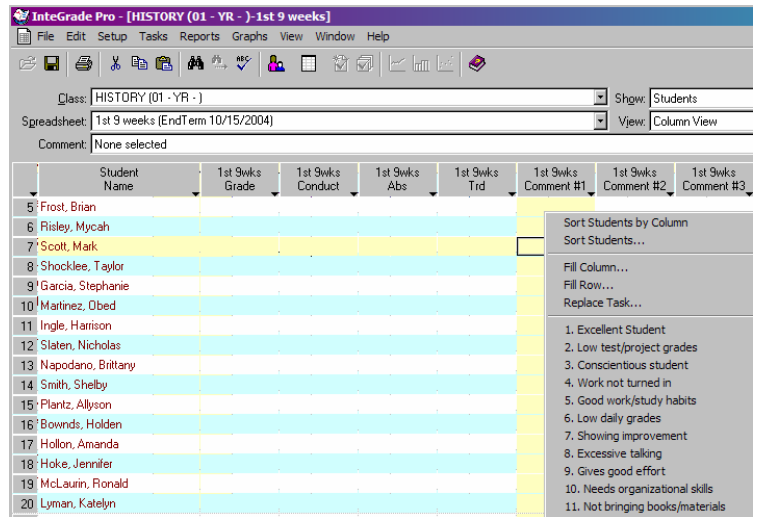 InteGrade Pro - [HISTORY (01 - YR - )-1st 9 weeks]
File Edit Setup Tasks Reports Graphs View Window Help
ABC
Class: HISTORY (01 - YR - ) Show: Students
Spreadsheet: 1st 9 weeks (EndTerm 10/15/2004) View: Column View
Comment: None selected
Student Name 1st 9wks Grade 1st 9wks Conduct 1st 9wks Abs 1st 9wks Trd 1st 9wks Comment #1 1st 9wks Comment #2 1st 9wks Comment #3
5 Frost, Brian
6 Risley, Mycah
7 Scott, Mark
8 Shocklee, Taylor
9 Garcia, Stephanie
10 Martinez, Obed
11 Ingle, Harrison
12 Slaten, Nicholas
13 Napodano, Brittany
14 Smith, Shelby
15 Plantz, Allyson
16 Bownds, Holden
17 Hollon, Amanda
18 Hoke, Jennifer
19 McLaurin, Ronald
20 Lyman, Katelyn
Sort Students by Column
Sort Students...
Fill Column...
Fill Row...
Replace Task...
1. Excellent Student
2. Low test/project grades
3. Conscientious student
4. Work not turned in
5. Good work/study habits
6. Low daily grades
7. Showing improvement
8. Excessive talking
9. Gives good effort
10. Needs organizational skills
11. Not bringing books/materials